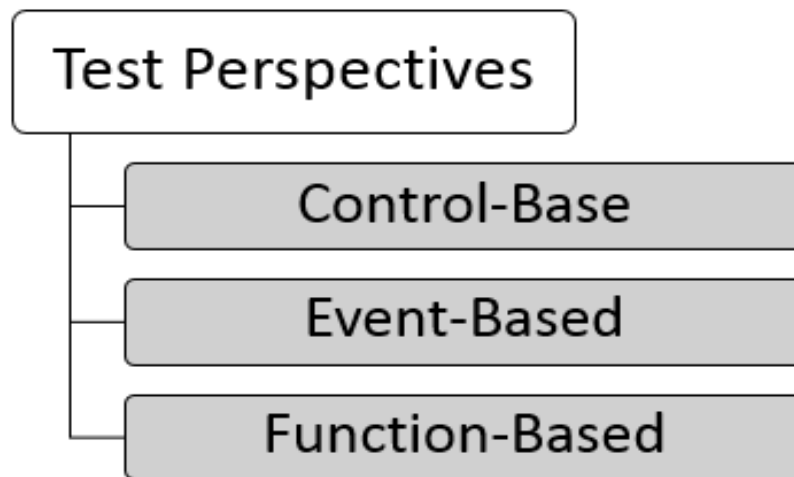 Test Perspectives
Control-Base
Event-Based
Function-Based